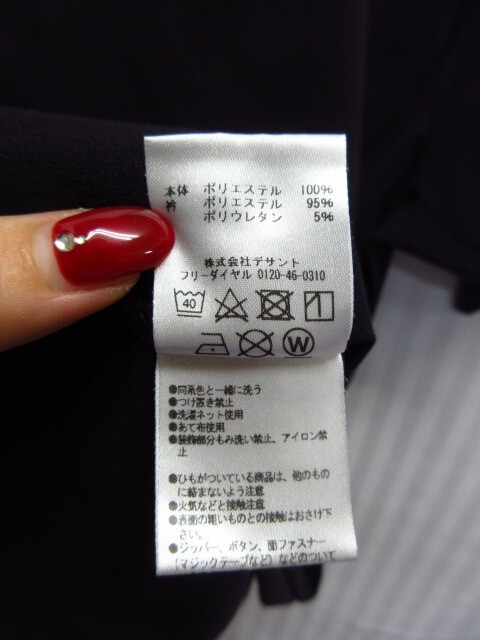 本体 ポリエステル 100%
衿 ポリエステル 95%
ポリウレタン 5%
株式会社デサント
フリーダイヤル 0120-46-0310
40
W
●同系色と一緒に洗う
●つけ置き禁止
●洗濯ネット使用
●あて布使用
●装飾部分もみ洗い禁止、アイロン禁
止
●ひもがついている商品は、他のもの
に絡まないよう注意
●火気などと接触注意
●表面の粗いものとの接触はおさけ下
さい。
●ジッパー、ボタン、面ファスナー
(マジックテープなど)などのついて